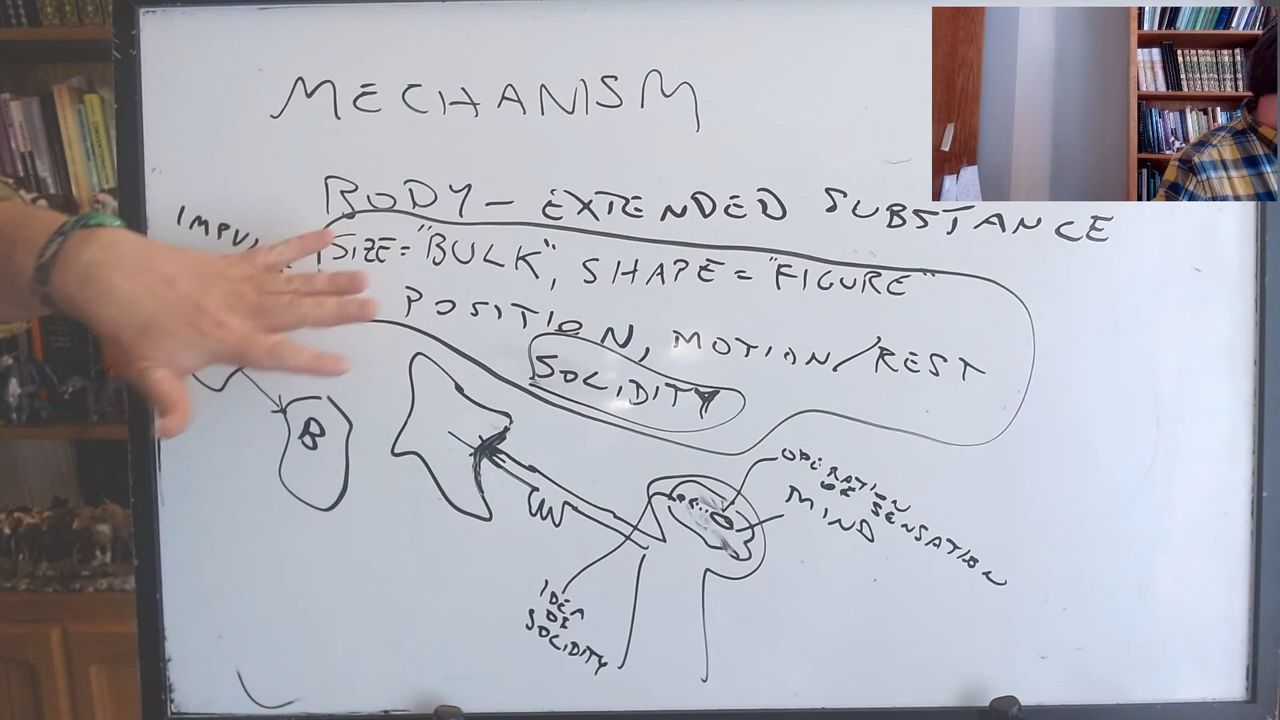 MECHANISM
BODY – EXTENDED SUBSTANCE
SIZE = "BULK", SHAPE = "FIGURE"
POSITION, MOTION/REST
SOLIDITY
B
OPERATION
OF SENSATION
MIND
IDEA
OF
SOLIDITY